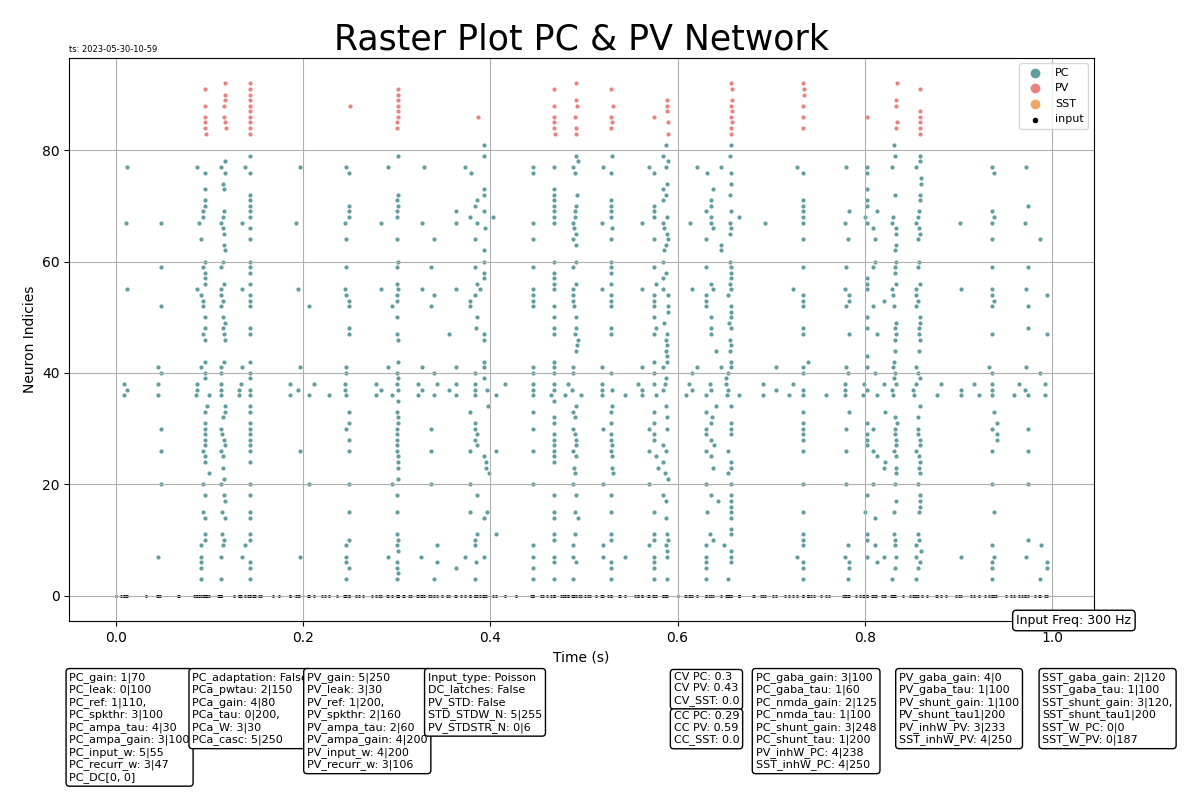 Raster Plot PC & PV Network
ts: 2023-05-30-10-59
PC
PV
SST
input
80
60
40
20
0
Neuron Indicies
0.0
0.2
0.4
0.6
0.8
1.0
Time (s)
Input Freq: 300 Hz
PC_gain: 1|70
PC_leak: 0|100
PC_ref: 1|110,
PC_spkthr: 3|100
PC_ampa_tau: 4|30
PC_ampa_gain: 3|100
PC_input_w: 5|55
PC_recurr_w: 3|47
PC_DC[0, 0]
PC_adaptation: False
PCa_pwtau: 2|150
PCa_gain: 4|80
PCa_tau: 0|200,
PCa_W: 3|30
PCa_casc: 5|250
PV_gain: 5|250
PV_leak: 3|30
PV_ref: 1|200,
PV_spkthr: 2|160
PV_ampa_tau: 2|60
PV_ampa_gain: 4|200
PV_input_w: 4|200
PV_recurr_w: 3|106
Input_type: Poisson
DC_latches: False
PV_STD: False
STD_STDW_N: 5|255
PV_STDSTR_N: 0|6
CV PC: 0.3
CV PV: 0.43
CV_SST: 0.0
CC PC: 0.29
CC PV: 0.59
CC_SST: 0.0
PC_gaba_gain: 3|100
PC_gaba_tau: 1|60
PC_nmda_gain: 2|125
PC_nmda_tau: 1|100
PC_shunt_gain: 3|248
PC_shunt_tau: 1|200
PV_inhW_PC: 4|238
SST_inhW_PC: 4|250
PV_gaba_gain: 4|0
PV_gaba_tau: 1|100
PV_shunt_gain: 1|100
PV_shunt_tau1|200
PV_inhW_PV: 3|233
SST_inhW_PV: 4|250
SST_gaba_gain: 2|120
SST_gaba_tau: 1|100
SST_shunt_gain: 3|120,
SST_shunt_tau1|200
SST_W_PC: 0|0
SST_W_PV: 0|187